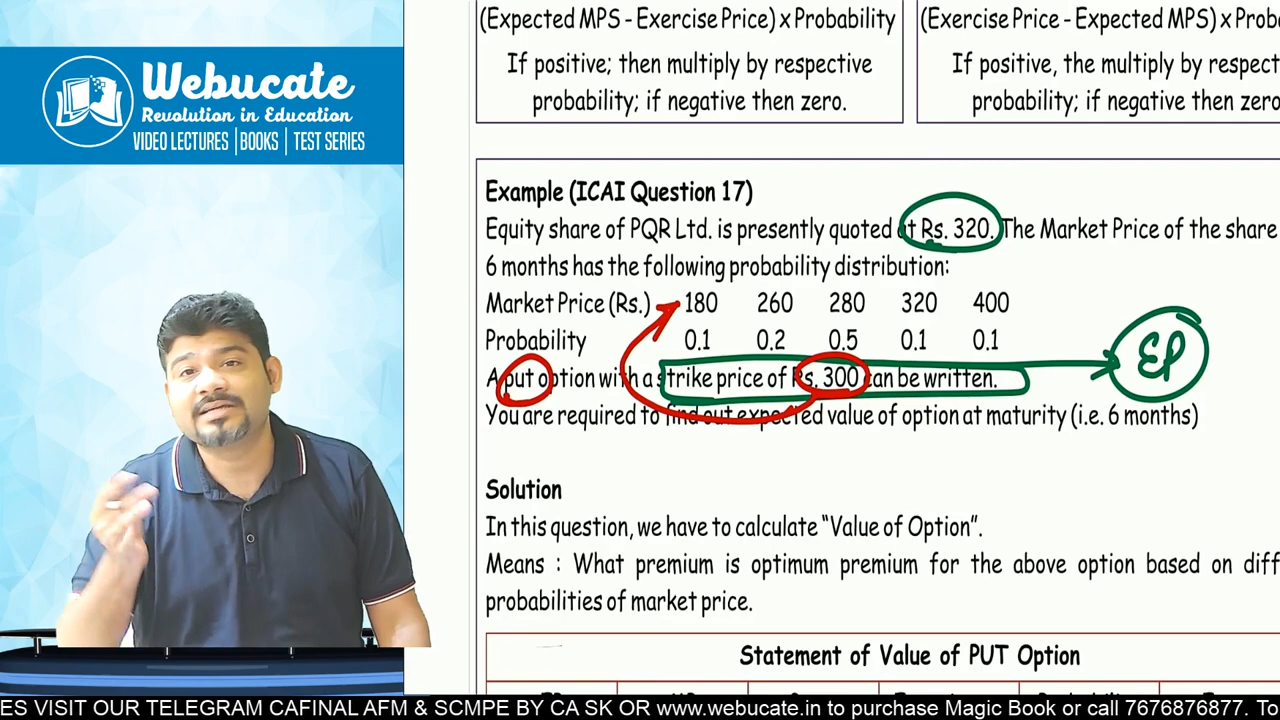 Webucate
Revolution in Education
VIDEO LECTURES | BOOKS | TEST SERIES
(Expected MPS - Exercise Price) x Probability
If positive; then multiply by respective
probability; if negative then zero.
(Exercise Price - Expected MPS) x Proba
If positive, the multiply by respect
probability; if negative then zero
Example (ICAI Question 17)
Equity share of PQR Ltd. is presently quoted at Rs. 320. The Market Price of the share
6 months has the following probability distribution:
Market Price (Rs.) 180 260 280 320 400
Probability 0.1 0.2 0.5 0.1 0.1
A put option with a strike price of Rs. 300 can be written.
EP
You are required to find out expected value of option at maturity (i.e. 6 months)
Solution
In this question, we have to calculate “Value of Option”.
Means : What premium is optimum premium for the above option based on diff
probabilities of market price.
Statement of Value of PUT Option
ES VISIT OUR TELEGRAM CAFINAL AFM & SCMPE BY CA SK OR www.webucate.in to purchase Magic Book or call 7676876877. To